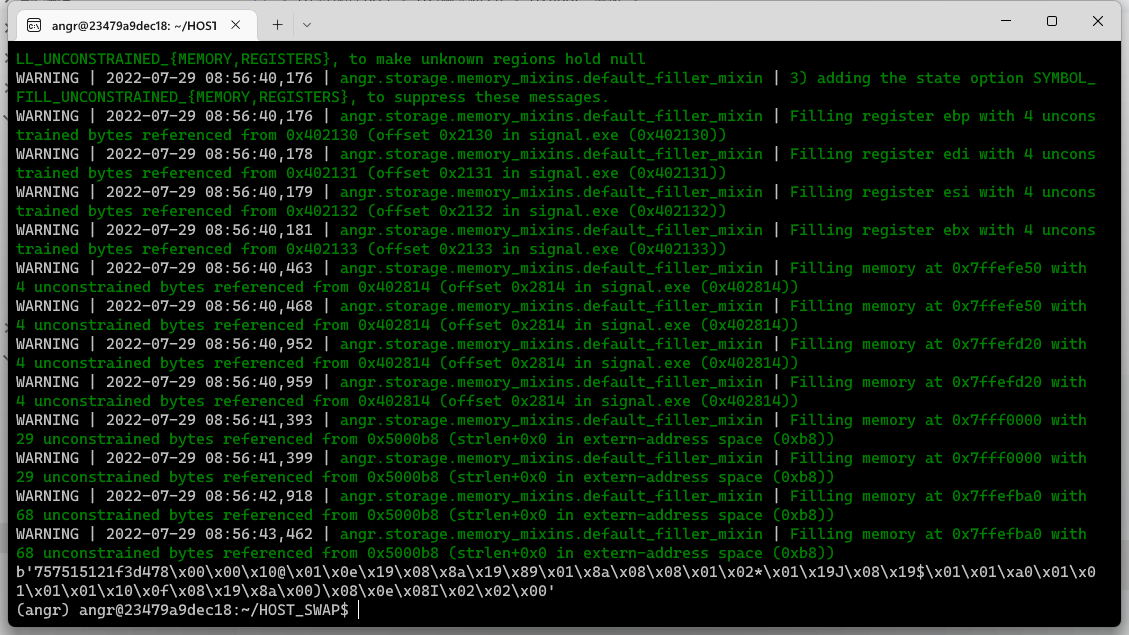 angr@23479a9dec18: ~/HOST
LL_UNCONSTRAINED_{MEMORY,REGISTERS}, to make unknown regions hold null
WARNING | 2022-07-29 08:56:40,176 | angr.storage.memory_mixins.default_filler_mixin | 3) adding the state option SYMBOL_
FILL_UNCONSTRAINED_{MEMORY,REGISTERS}, to suppress these messages.
WARNING | 2022-07-29 08:56:40,176 | angr.storage.memory_mixins.default_filler_mixin | Filling register ebp with 4 uncons
trained bytes referenced from 0x402130 (offset 0x2130 in signal.exe (0x402130))
WARNING | 2022-07-29 08:56:40,178 | angr.storage.memory_mixins.default_filler_mixin | Filling register edi with 4 uncons
trained bytes referenced from 0x402131 (offset 0x2131 in signal.exe (0x402131))
WARNING | 2022-07-29 08:56:40,179 | angr.storage.memory_mixins.default_filler_mixin | Filling register esi with 4 uncons
trained bytes referenced from 0x402132 (offset 0x2132 in signal.exe (0x402132))
WARNING | 2022-07-29 08:56:40,181 | angr.storage.memory_mixins.default_filler_mixin | Filling register ebx with 4 uncons
trained bytes referenced from 0x402133 (offset 0x2133 in signal.exe (0x402133))
WARNING | 2022-07-29 08:56:40,463 | angr.storage.memory_mixins.default_filler_mixin | Filling memory at 0x7ffefe50 with
4 unconstrained bytes referenced from 0x402814 (offset 0x2814 in signal.exe (0x402814))
WARNING | 2022-07-29 08:56:40,468 | angr.storage.memory_mixins.default_filler_mixin | Filling memory at 0x7ffefe50 with
4 unconstrained bytes referenced from 0x402814 (offset 0x2814 in signal.exe (0x402814))
WARNING | 2022-07-29 08:56:40,952 | angr.storage.memory_mixins.default_filler_mixin | Filling memory at 0x7ffefd20 with
4 unconstrained bytes referenced from 0x402814 (offset 0x2814 in signal.exe (0x402814))
WARNING | 2022-07-29 08:56:40,959 | angr.storage.memory_mixins.default_filler_mixin | Filling memory at 0x7ffefd20 with
4 unconstrained bytes referenced from 0x402814 (offset 0x2814 in signal.exe (0x402814))
WARNING | 2022-07-29 08:56:41,393 | angr.storage.memory_mixins.default_filler_mixin | Filling memory at 0x7fff0000 with
29 unconstrained bytes referenced from 0x5000b8 (strlen+0x0 in extern-address space (0xb8))
WARNING | 2022-07-29 08:56:41,399 | angr.storage.memory_mixins.default_filler_mixin | Filling memory at 0x7fff0000 with
29 unconstrained bytes referenced from 0x5000b8 (strlen+0x0 in extern-address space (0xb8))
WARNING | 2022-07-29 08:56:42,918 | angr.storage.memory_mixins.default_filler_mixin | Filling memory at 0x7ffefba0 with
68 unconstrained bytes referenced from 0x5000b8 (strlen+0x0 in extern-address space (0xb8))
WARNING | 2022-07-29 08:56:43,462 | angr.storage.memory_mixins.default_filler_mixin | Filling memory at 0x7ffefba0 with
68 unconstrained bytes referenced from 0x5000b8 (strlen+0x0 in extern-address space (0xb8))
b'757515121f3d478\x00\x00\x10@\x01\x0e\x19\x08\x8a\x19\x89\x01\x8a\x08\x08\x01\x02*\x01\x19J\x08\x19$\x01\x01\xa0\x01\x0
1\x01\x01\x10\x0f\x08\x19\x8a\x00)\x08\x0e\x08I\x02\x02\x00'
(angr) angr@23479a9dec18:~/HOST_SWAP$